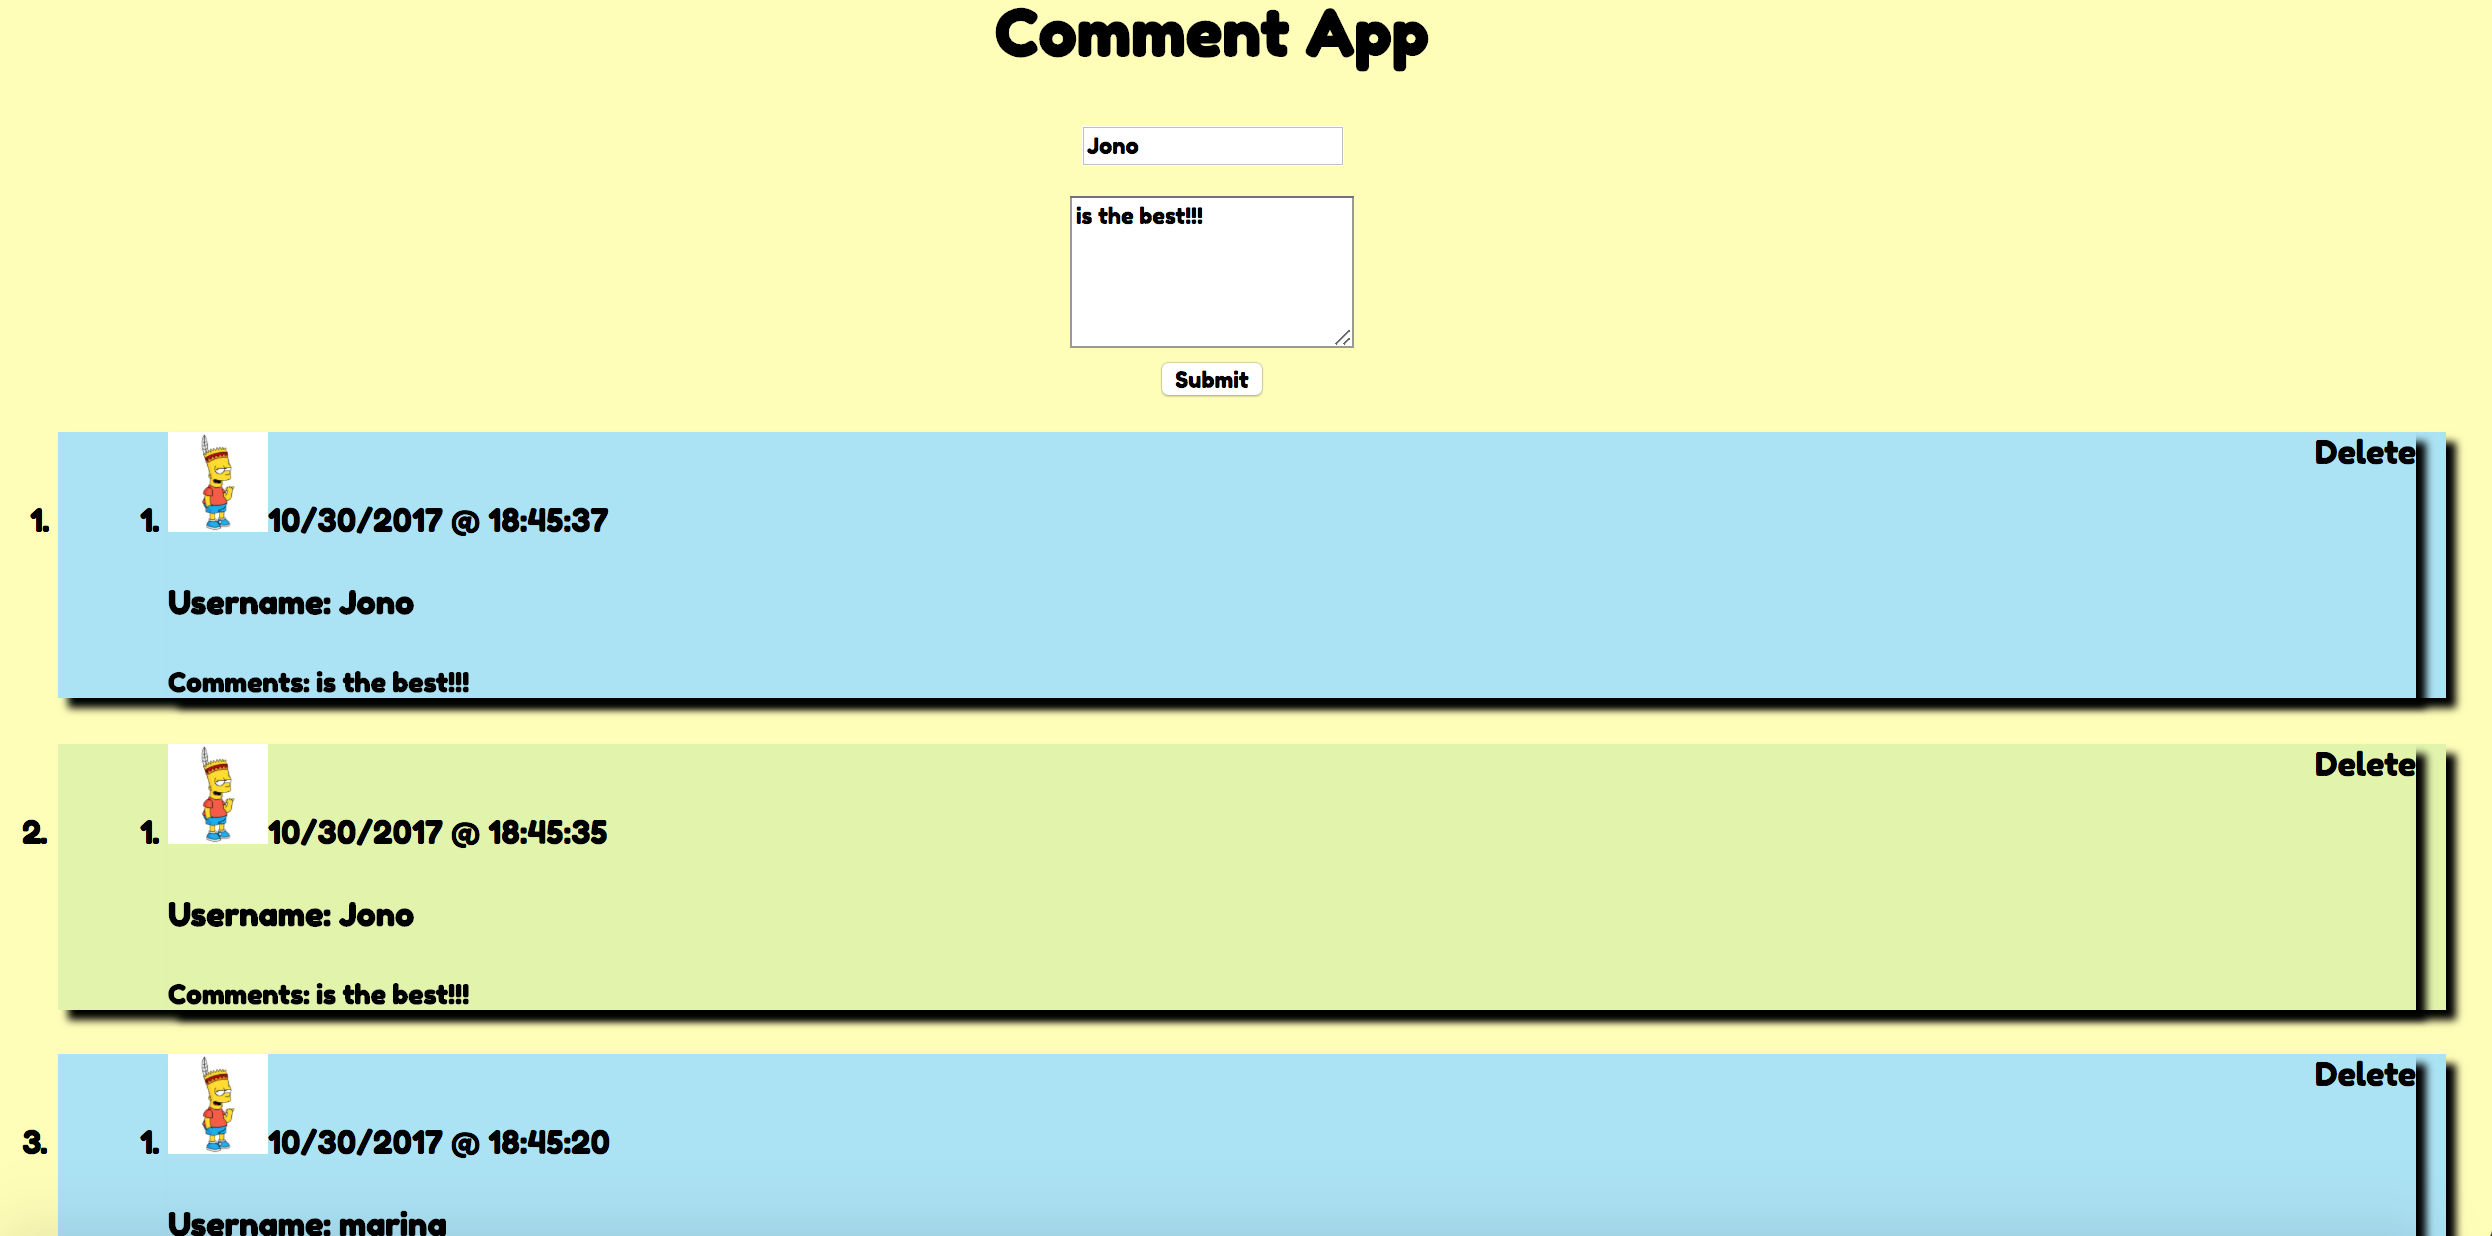 Comment App
Jono
is the best!!!
Submit
Delete
1. 1. 10/30/2017 @ 18:45:37
Username: Jono
Comments: is the best!!!
Delete
2. 1. 10/30/2017 @ 18:45:35
Username: Jono
Comments: is the best!!!
Delete
3. 1. 10/30/2017 @ 18:45:20
Username: marina